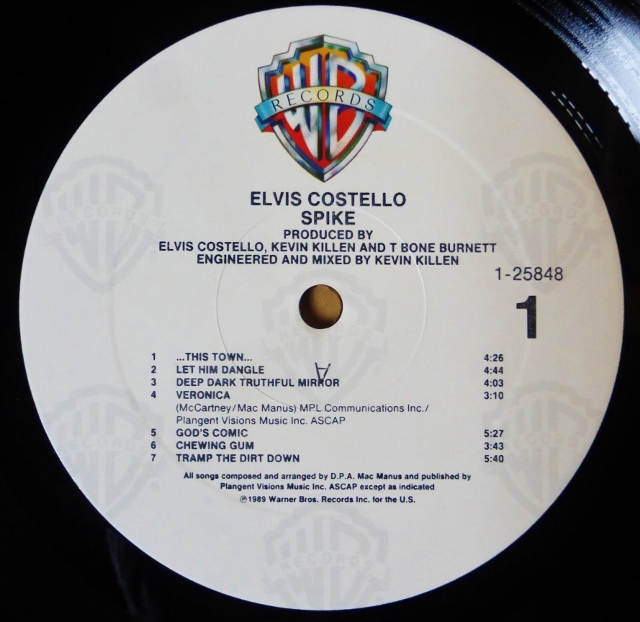 WB
RECORDS
ELVIS COSTELLO
SPIKE
PRODUCED BY
ELVIS COSTELLO, KEVIN KILLEN AND T BONE BURNETT
ENGINEERED AND MIXED BY KEVIN KILLEN
1-25848
1
1 ...THIS TOWN... 4:26
2 LET HIM DANGLE 4:44
A
3 DEEP DARK TRUTHFUL MIRROR 4:03
4 VERONICA 3:10
(McCartney/Mac Manus) MPL Communications Inc./
Plangent Visions Music Inc. ASCAP
5 GOD'S COMIC 5:27
6 CHEWING GUM 3:43
7 TRAMP THE DIRT DOWN 5:40
All songs composed and arranged by D.P.A. Mac Manus and published by
Plangent Visions Music Inc. ASCAP except as indicated
℗1989 Warner Bros. Records Inc. for the U.S.